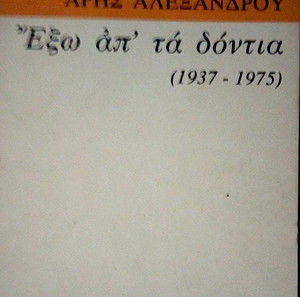 ΑΡΗΣ ΑΛΕΞΑΝΔΡΟΥ
Ἔξω ἀπ' τά δόντια
(1937 - 1975)